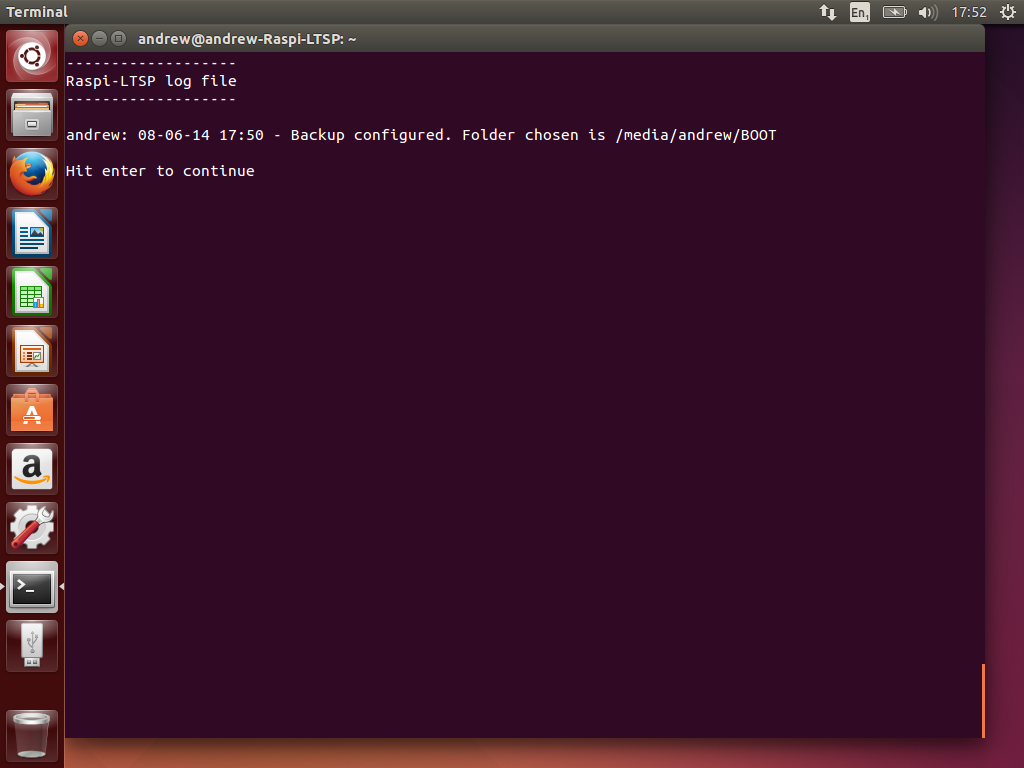 Terminal
En1
17:52
andrew@andrew-Raspi-LTSP: ~
-------------------
Raspi-LTSP log file
-------------------
andrew: 08-06-14 17:50 - Backup configured. Folder chosen is /media/andrew/BOOT
Hit enter to continue
A
a
>_